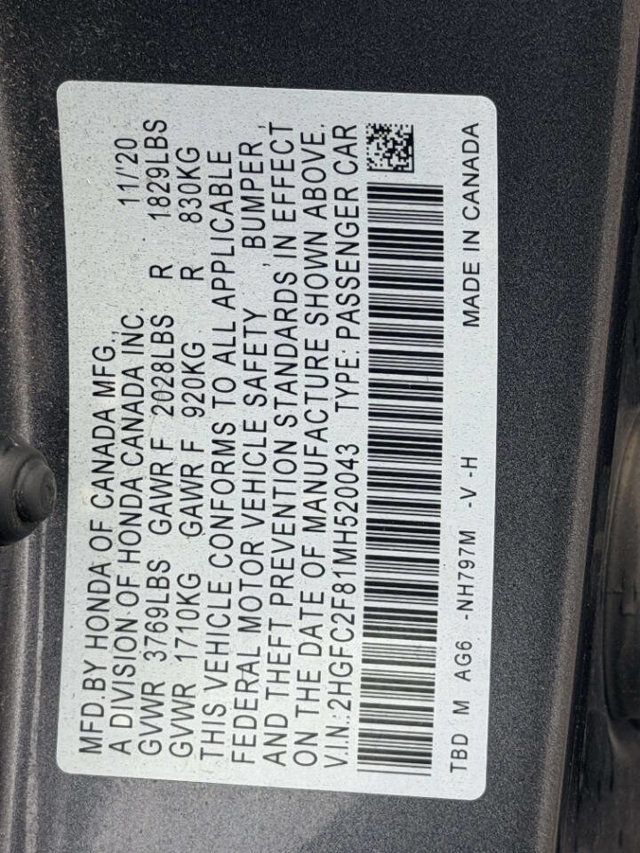 MFD.BY HONDA OF CANADA MFG., 11/'20
A DIVISION OF HONDA CANADA INC.
GVWR 3769LBS GAWR F 2028LBS R 1829LBS
GVWR 1710KG GAWR F 920KG R 830KG
THIS VEHICLE CONFORMS TO ALL APPLICABLE
FEDERAL MOTOR VEHICLE SAFETY , BUMPER ,
AND THEFT PREVENTION STANDARDS IN EFFECT
ON THE DATE OF MANUFACTURE SHOWN ABOVE.
V.I.N.:2HGFC2F81MH520043 TYPE: PASSENGER CAR
TBD M AG6 -NH797M -V -H MADE IN CANADA